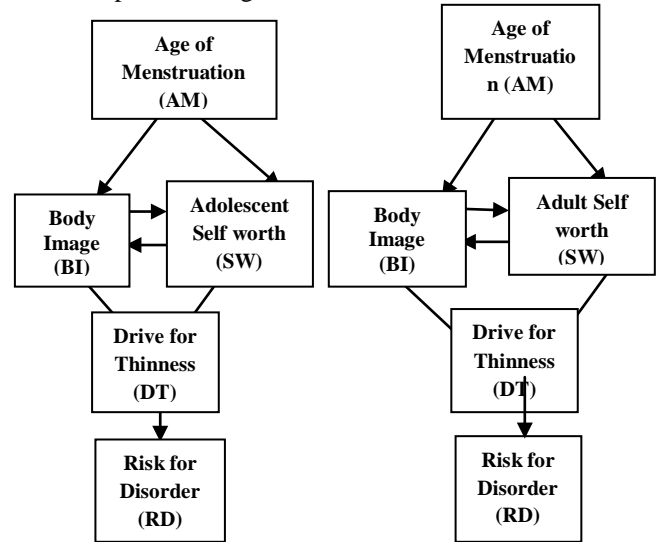 Age of
Menstruation
(AM)
Age of
Menstruatio
n (AM)
Body
Image
(BI)
Adolescent
Self worth
(SW)
Body
Image
(BI)
Adult Self
worth
(SW)
Drive for
Thinness
(DT)
Drive for
Thinness
(DT)
Risk for
Disorder
(RD)
Risk for
Disorder
(RD)